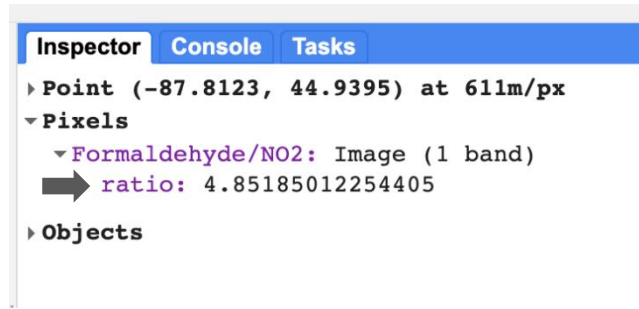 Inspector Console Tasks
Point (-87.8123, 44.9395) at 611m/px
Pixels
Formaldehyde/NO2: Image (1 band)
ratio: 4.85185012254405
Objects